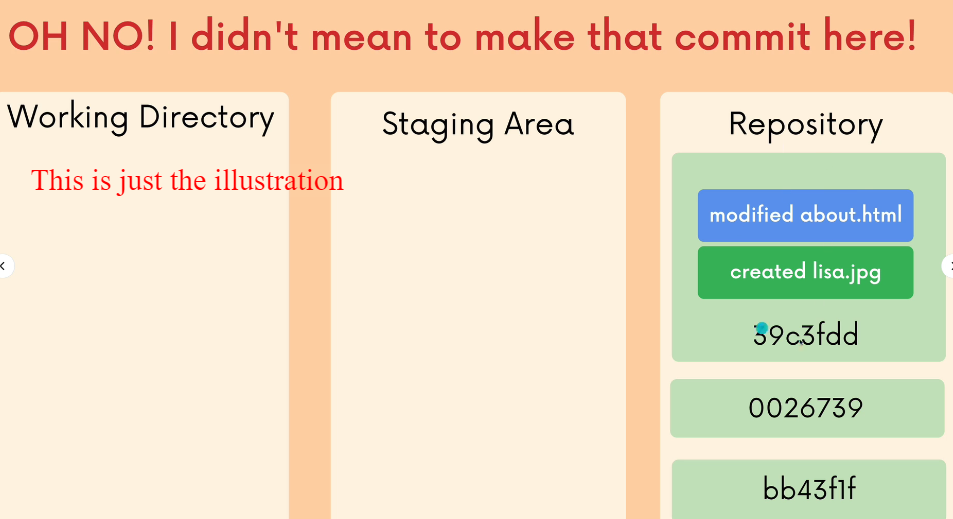 OH NO! I didn't mean to make that commit here!
Working Directory
This is just the illustration
Staging Area
Repository
modified about.html
created lisa.jpg
39c3fdd
0026739
bb43f1f